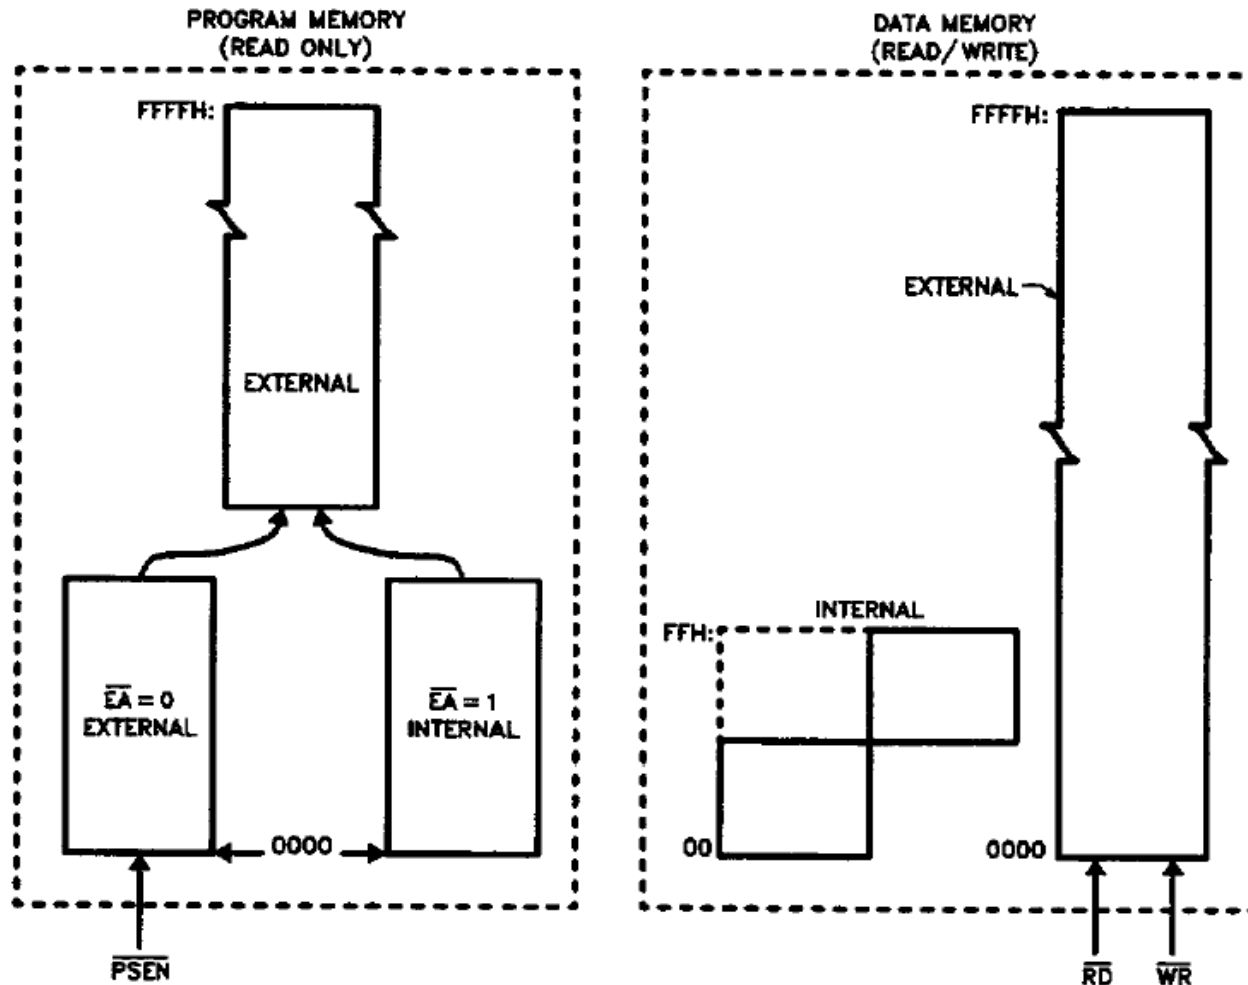 PROGRAM MEMORY
(READ ONLY)
FFFFH:
EXTERNAL
EA = 0
EXTERNAL
EA = 1
INTERNAL
0000
PSEN
DATA MEMORY
(READ/WRITE)
FFFFH:
EXTERNAL
INTERNAL
FFH:
00
0000
RD
WR